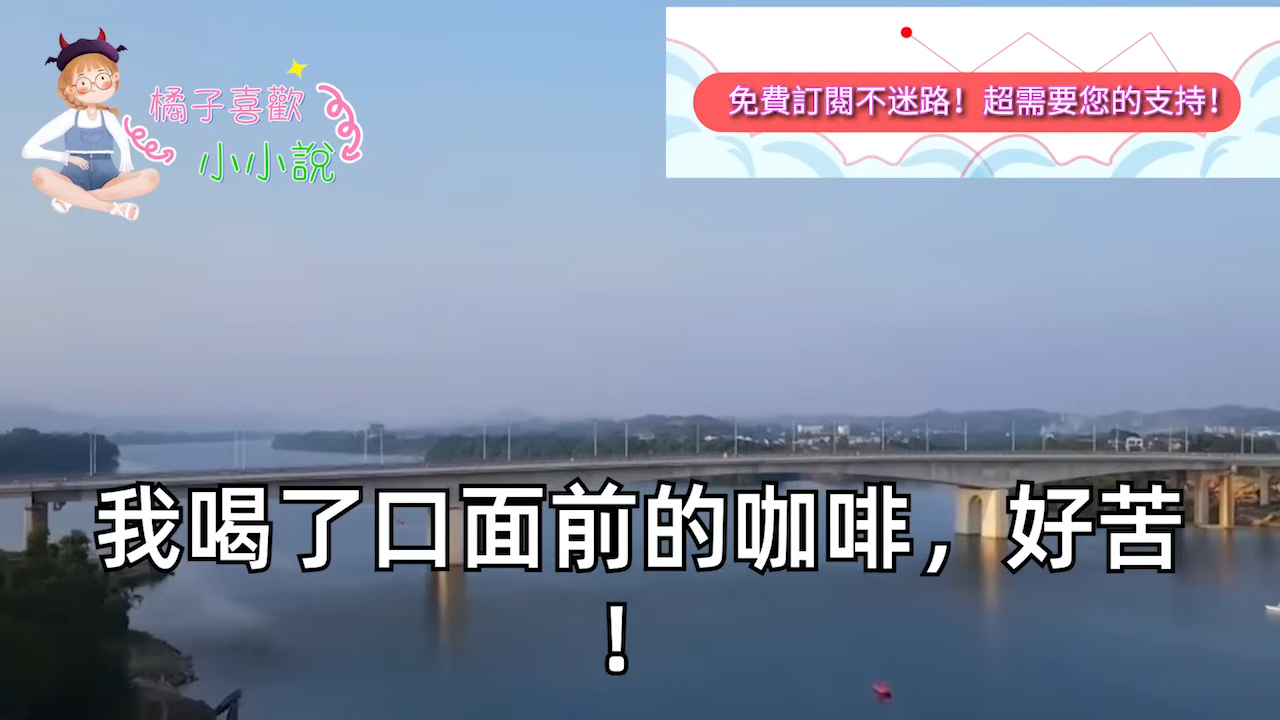 橘子喜歡
小小說
免費訂閱不迷路！超需要您的支持！
我喝了口面前的咖啡，好苦
！